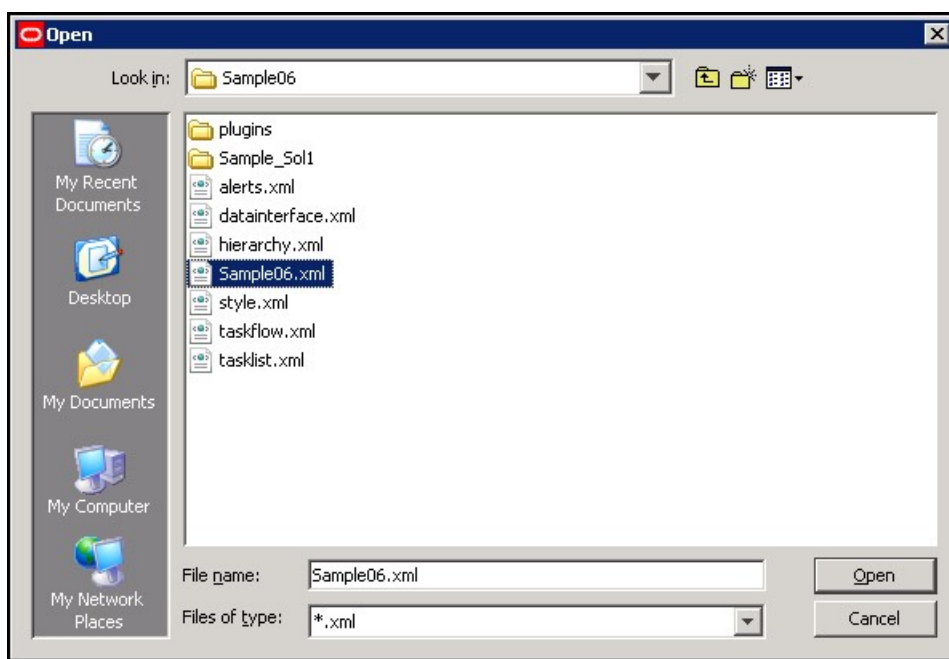 Open
Look in:
Sample06
My Recent
Documents
Desktop
My Documents
My Computer
My Network
Places
plugins
Sample_Sol1
alerts.xml
datainterface.xml
hierarchy.xml
Sample06.xml
style.xml
taskflow.xml
tasklist.xml
File name:
Sample06.xml
Open
Files of type:
*.xml
Cancel